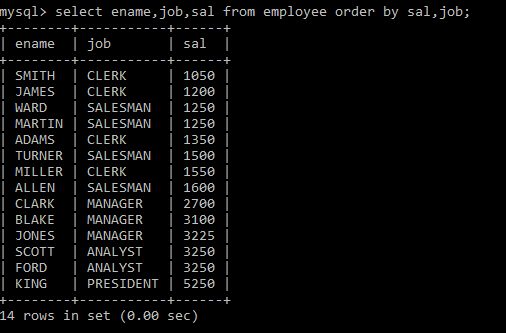 mysql> select ename,job,sal from employee order by sal,job;
+--------+-----------+------+
| ename  | job       | sal  |
+--------+-----------+------+
| SMITH  | CLERK     | 1050 |
| JAMES  | CLERK     | 1200 |
| WARD   | SALESMAN  | 1250 |
| MARTIN | SALESMAN  | 1250 |
| ADAMS  | CLERK     | 1350 |
| TURNER | SALESMAN  | 1500 |
| MILLER | CLERK     | 1550 |
| ALLEN  | SALESMAN  | 1600 |
| CLARK  | MANAGER   | 2700 |
| BLAKE  | MANAGER   | 3100 |
| JONES  | MANAGER   | 3225 |
| SCOTT  | ANALYST   | 3250 |
| FORD   | ANALYST   | 3250 |
| KING   | PRESIDENT | 5250 |
+--------+-----------+------+
14 rows in set (0.00 sec)